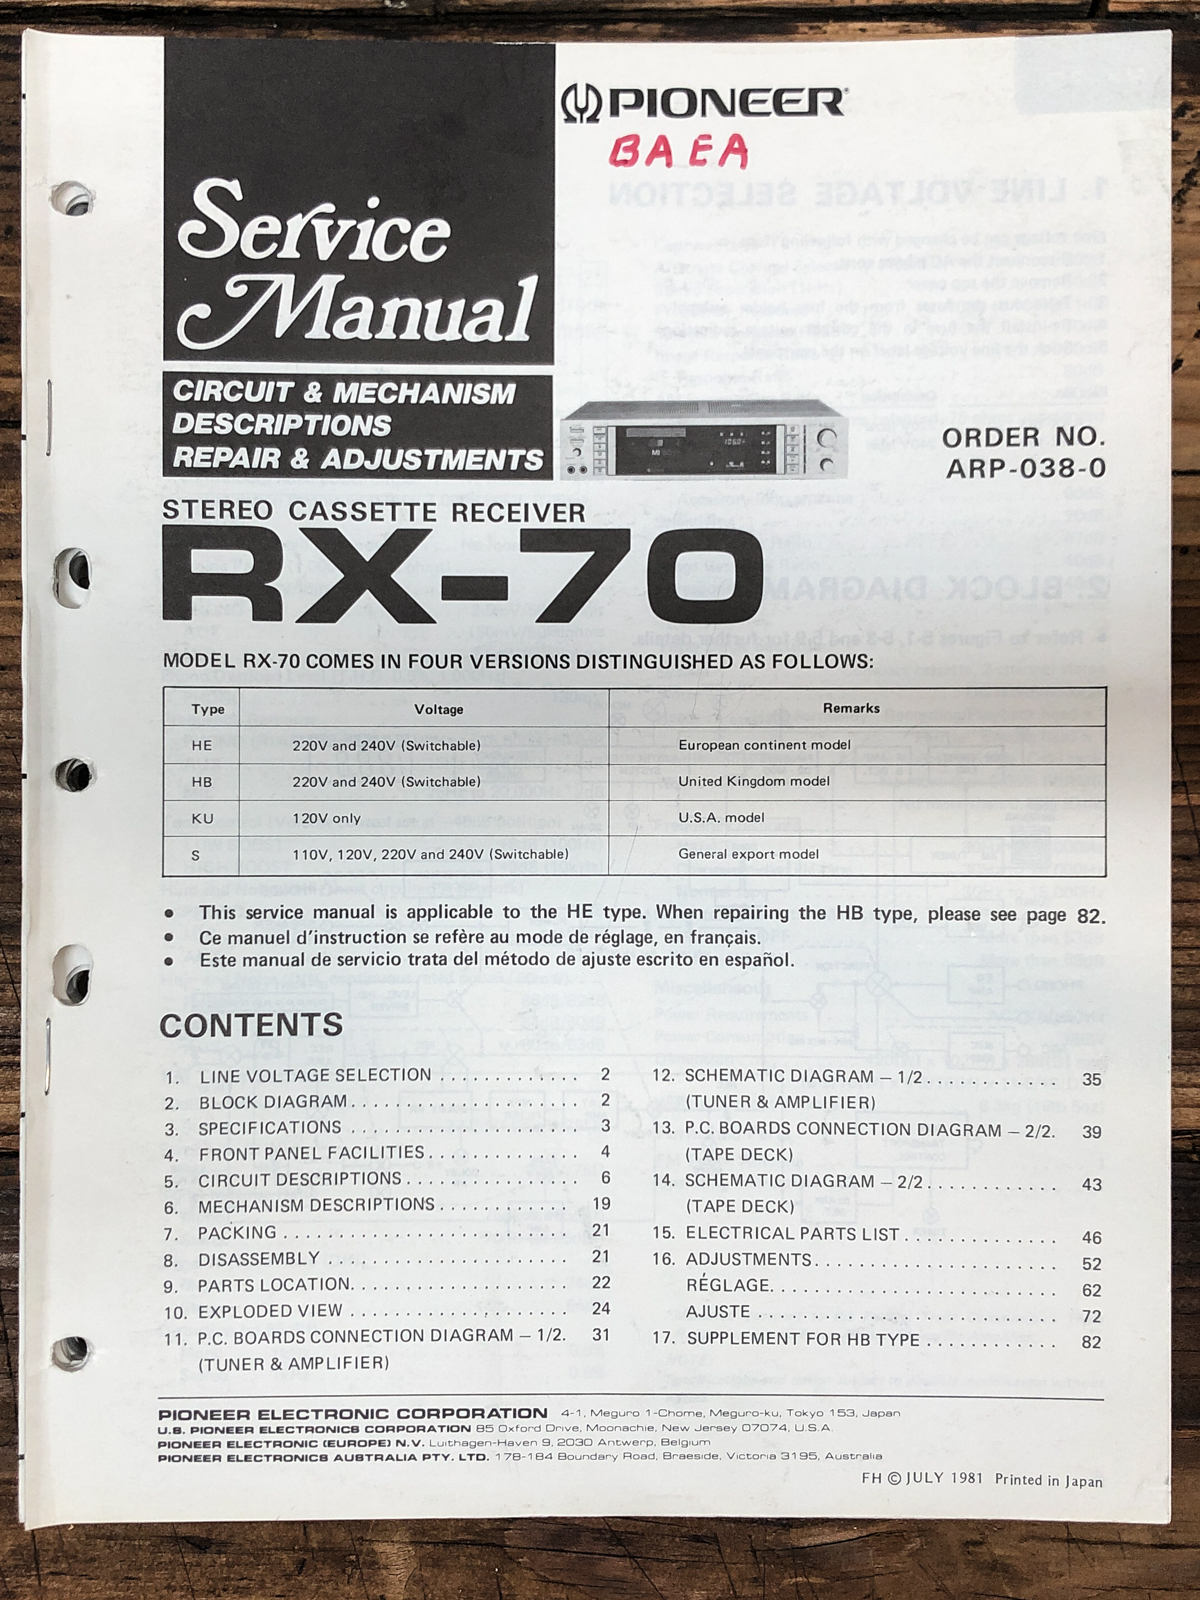 PIONEER
BAEA
Service
Manual
CIRCUIT & MECHANISM
DESCRIPTIONS
REPAIR & ADJUSTMENTS
ORDER NO.
ARP-038-0
STEREO CASSETTE RECEIVER
RX-70
MODEL RX-70 COMES IN FOUR VERSIONS DISTINGUISHED AS FOLLOWS:
Type Voltage Remarks
HE 220V and 240V (Switchable) European continent model
HB 220V and 240V (Switchable) United Kingdom model
KU 120V only U.S.A. model
S 110V, 120V, 220V and 240V (Switchable) General export model
● This service manual is applicable to the HE type. When repairing the HB type, please see page 82.
● Ce manuel d'instruction se refère au mode de réglage, en français.
● Este manual de servicio trata del método de ajuste escrito en español.
CONTENTS
1. LINE VOLTAGE SELECTION . . . . . . . . . . . . . 2
2. BLOCK DIAGRAM . . . . . . . . . . . . . . . . . . . . . 2
3. SPECIFICATIONS . . . . . . . . . . . . . . . . . . . . . 3
4. FRONT PANEL FACILITIES . . . . . . . . . . . . . . 4
5. CIRCUIT DESCRIPTIONS . . . . . . . . . . . . . . . . 6
6. MECHANISM DESCRIPTIONS . . . . . . . . . . . . 19
7. PACKING . . . . . . . . . . . . . . . . . . . . . . . . . . 21
8. DISASSEMBLY . . . . . . . . . . . . . . . . . . . . . . 21
9. PARTS LOCATION . . . . . . . . . . . . . . . . . . . . 22
10. EXPLODED VIEW . . . . . . . . . . . . . . . . . . . . 24
11. P.C. BOARDS CONNECTION DIAGRAM – 1/2. 31
(TUNER & AMPLIFIER)
12. SCHEMATIC DIAGRAM – 1/2 . . . . . . . . . . . . 35
(TUNER & AMPLIFIER)
13. P.C. BOARDS CONNECTION DIAGRAM – 2/2. 39
(TAPE DECK)
14. SCHEMATIC DIAGRAM – 2/2 . . . . . . . . . . . . 43
(TAPE DECK)
15. ELECTRICAL PARTS LIST . . . . . . . . . . . . . . 46
16. ADJUSTMENTS . . . . . . . . . . . . . . . . . . . . . . 52
RÉGLAGE . . . . . . . . . . . . . . . . . . . . . . . . . . 62
AJUSTE . . . . . . . . . . . . . . . . . . . . . . . . . . . 72
17. SUPPLEMENT FOR HB TYPE . . . . . . . . . . . . 82
PIONEER ELECTRONIC CORPORATION 4-1, Meguro 1-Chome, Meguro-ku, Tokyo 153, Japan
U.S. PIONEER ELECTRONICS CORPORATION 85 Oxford Drive, Moonachie, New Jersey 07074, U.S.A.
PIONEER ELECTRONIC (EUROPE) N.V. Luithagen-Haven 9, 2030 Antwerp, Belgium
PIONEER ELECTRONICS AUSTRALIA PTY. LTD. 178-184 Boundary Road, Braeside, Victoria 3195, Australia
FH © JULY 1981 Printed in Japan